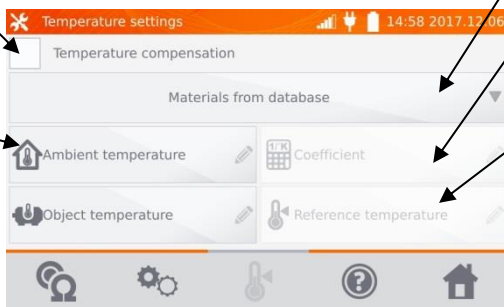 Temperature settings 14:58 2017.12.06
Temperature compensation
Materials from database
Ambient temperature Coefficient
Object temperature Reference temperature